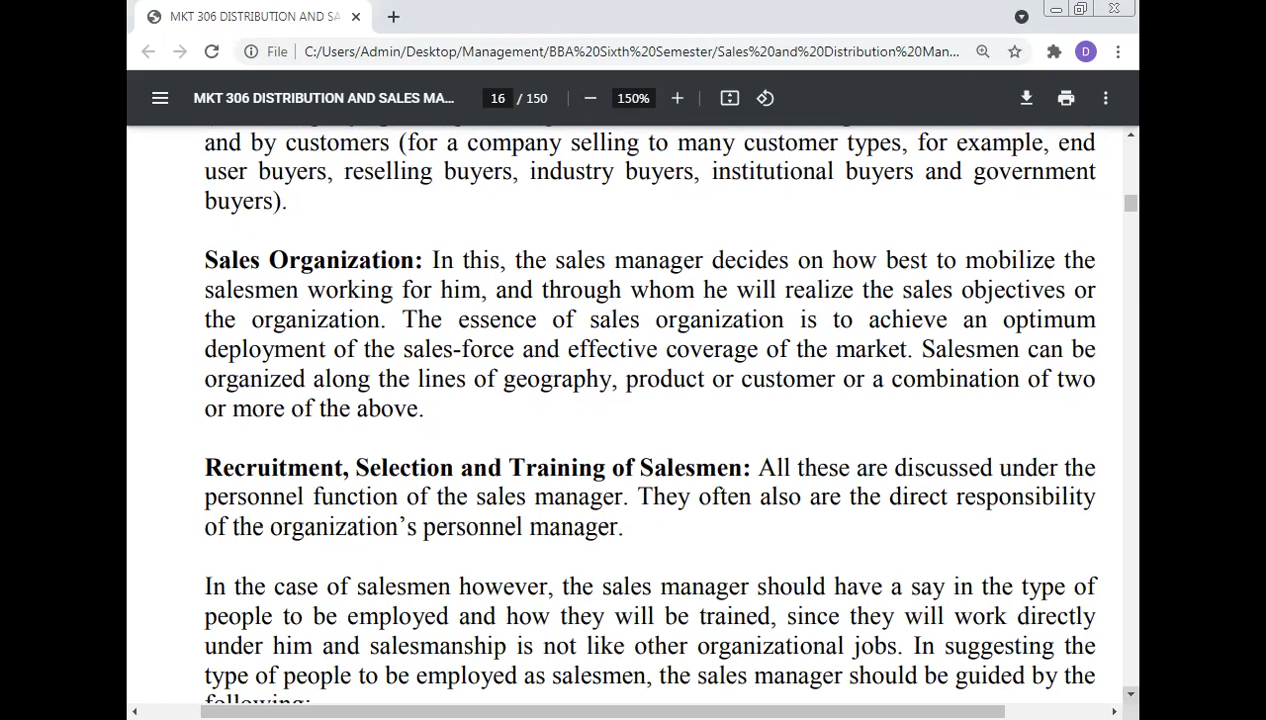 MKT 306 DISTRIBUTION AND SA
File C:/Users/Admin/Desktop/Management/BBA%20Sixth%20Semester/Sales%20and%20Distribution%20Man... D
MKT 306 DISTRIBUTION AND SALES MA... 16 / 150 150%
and by customers (for a company selling to many customer types, for example, end
user buyers, reselling buyers, industry buyers, institutional buyers and government
buyers).
Sales Organization: In this, the sales manager decides on how best to mobilize the
salesmen working for him, and through whom he will realize the sales objectives or
the organization. The essence of sales organization is to achieve an optimum
deployment of the sales-force and effective coverage of the market. Salesmen can be
organized along the lines of geography, product or customer or a combination of two
or more of the above.
Recruitment, Selection and Training of Salesmen: All these are discussed under the
personnel function of the sales manager. They often also are the direct responsibility
of the organization's personnel manager.
In the case of salesmen however, the sales manager should have a say in the type of
people to be employed and how they will be trained, since they will work directly
under him and salesmanship is not like other organizational jobs. In suggesting the
type of people to be employed as salesmen, the sales manager should be guided by the
following: